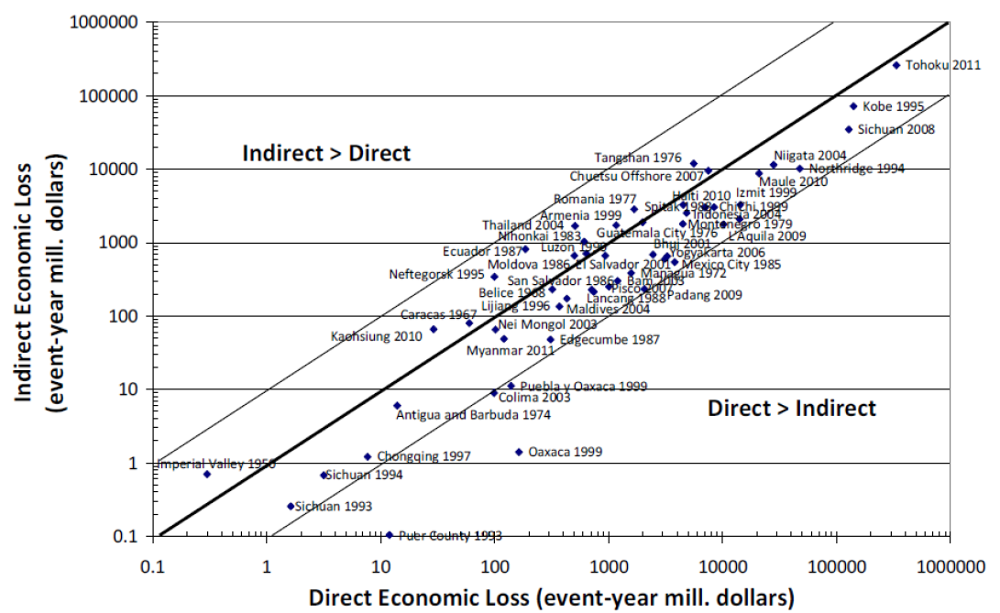 1000000
100000
10000
1000
100
10
1
0.1
Indirect Economic Loss
(event-year mill. dollars)
Indirect > Direct
Direct > Indirect
Tohoku 2011
Kobe 1995
Sichuan 2008
Tangshan 1976
Niigata 2004
Chuetsu Offshore 2007
Northridge 1994
Maule 2010
Romania 1977
Haiti 2010
Izmit 1999
Spitak 1988
ChiChi 1999
Armenia 1999
Indonesia 2004
Thailand 2004
Montenegro 1979
Nihonkai 1983
Guatemala City 1976
L'Aquila 2009
Ecuador 1987
Luzon 1990
Bhuj 2001
Yogyakarta 2006
Moldova 1986
El Salvador 2001
Mexico City 1985
Neftegorsk 1995
Managua 1972
San Salvador 1986
Bam 2003
Belice 1968
Pisco 2007
Padang 2009
Lijiang 1996
Lancang 1988
Maldives 2004
Caracas 1967
Nei Mongol 2003
Kaohsiung 2010
Myanmar 2011
Edgecumbe 1987
Puebla y Oaxaca 1999
Colima 2003
Antigua and Barbuda 1974
Imperial Valley
Chongqing 1997
Oaxaca 1999
Sichuan 1994
Sichuan 1993
Puer County 1993
0.1 1 10 100 1000 10000 100000 1000000
Direct Economic Loss (event-year mill. dollars)